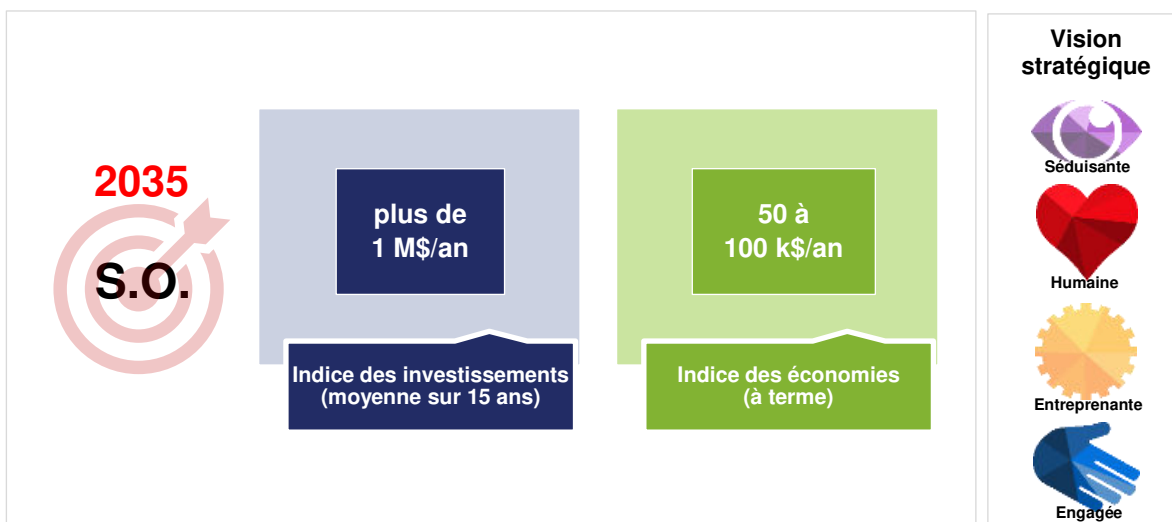 2035
S.O.
plus de
1 M$/an
Indice des investissements
(moyenne sur 15 ans)
50 à
100 k$/an
Indice des économies
(à terme)
Vision
stratégique
Séduisante
Humaine
Entreprenante
Engagée